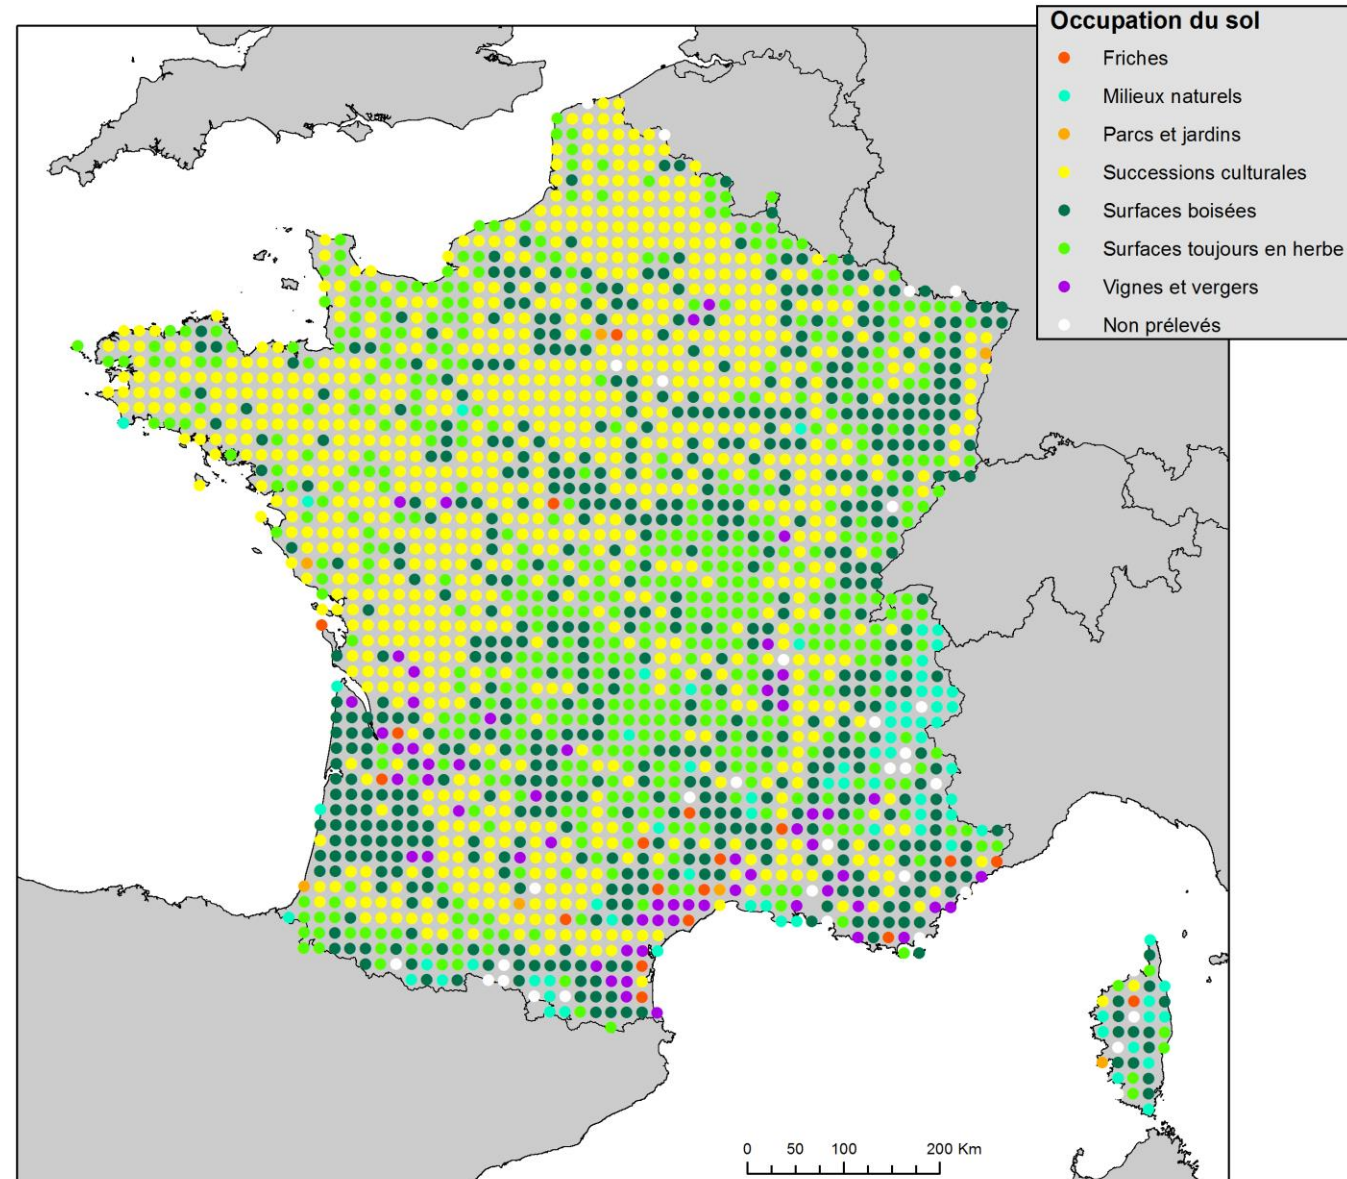 Occupation du sol
Friches
Milieux naturels
Parcs et jardins
Successions culturales
Surfaces boisées
Surfaces toujours en herbe
Vignes et vergers
Non prélevés
0 50 100 200 Km